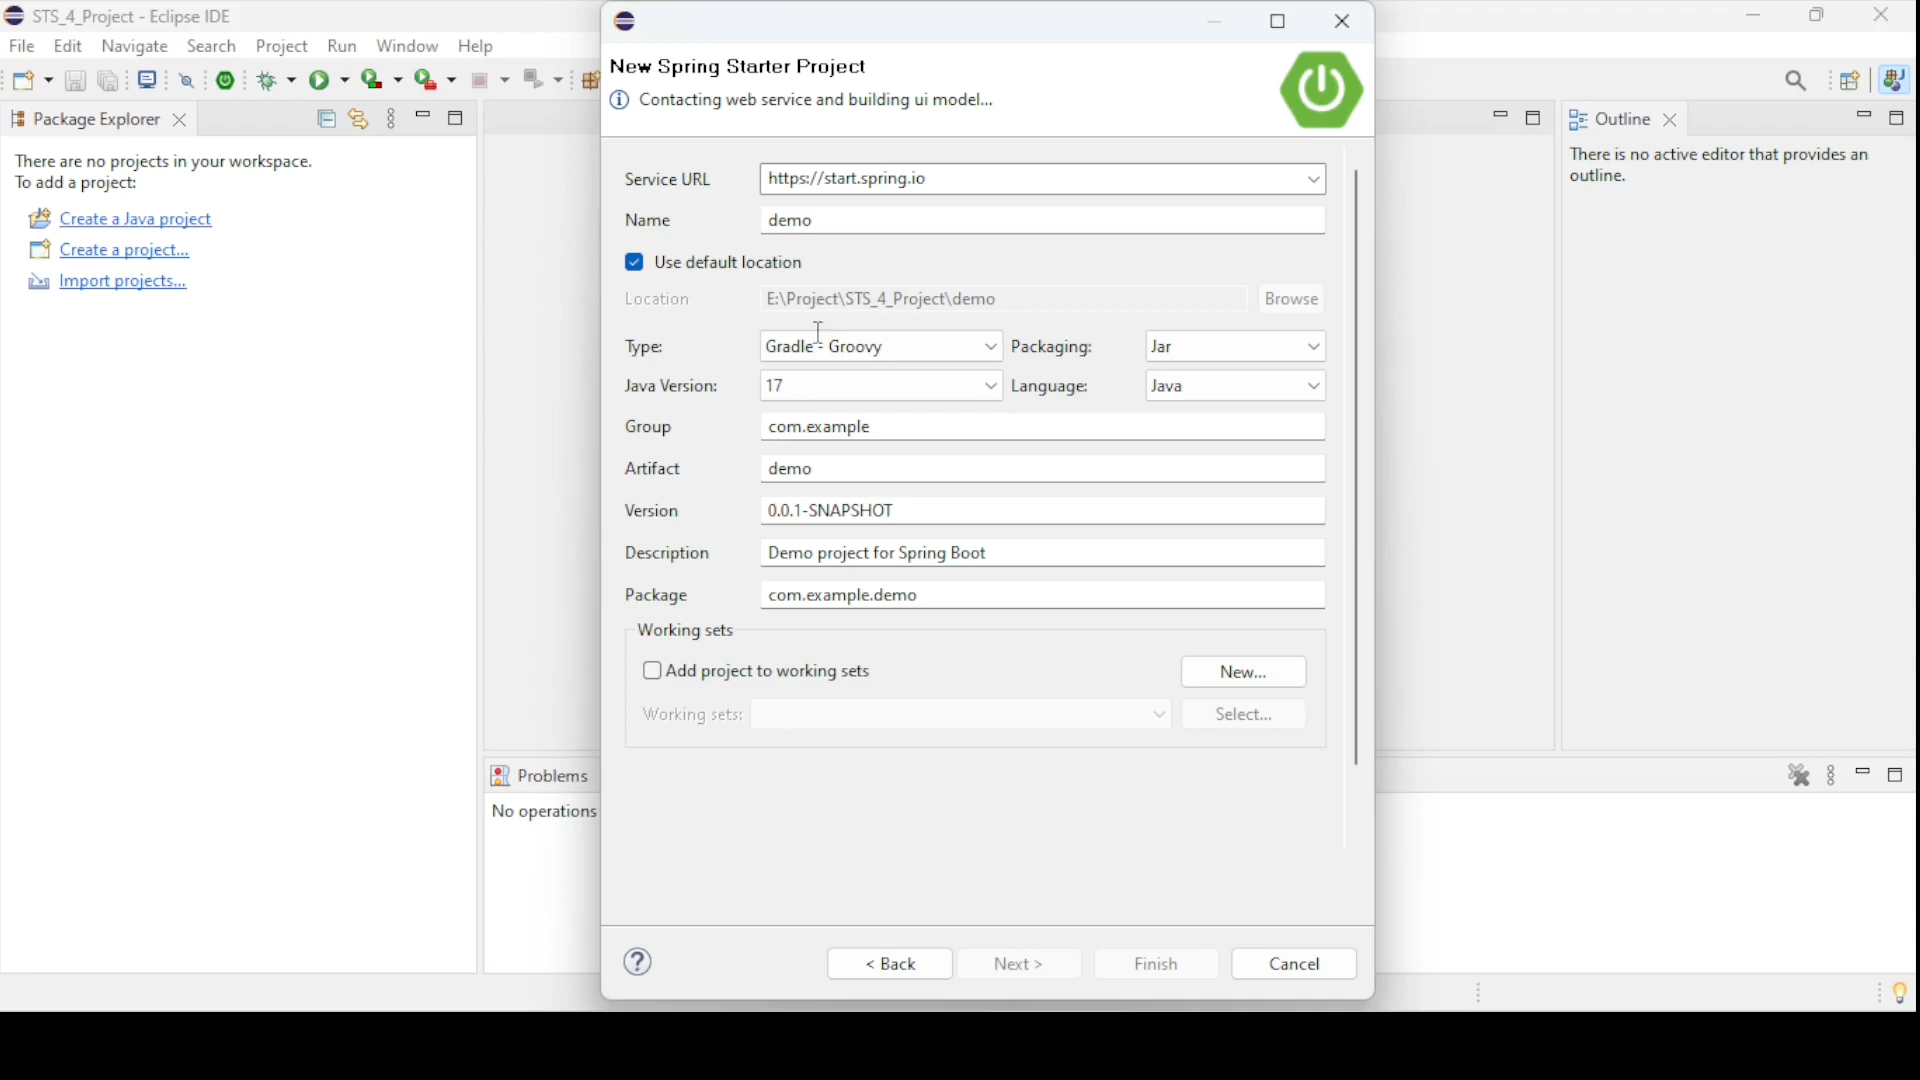 STS_4_Project - Eclipse IDE
File Edit Navigate Search Project Run Window Help
Package Explorer
There are no projects in your workspace.
To add a project:
Create a Java project
Create a project...
Import projects...
New Spring Starter Project
Contacting web service and building ui model...
Service URL https://start.spring.io
Name demo
Use default location
Location E:\Project\STS_4_Project\demo Browse
Type: Gradle - Groovy Packaging: Jar
Java Version: 17 Language: Java
Group com.example
Artifact demo
Version 0.0.1-SNAPSHOT
Description Demo project for Spring Boot
Package com.example.demo
Working sets
Add project to working sets New...
Working sets: Select...
< Back Next > Finish Cancel
Outline
There is no active editor that provides an
outline.
Problems
No operations